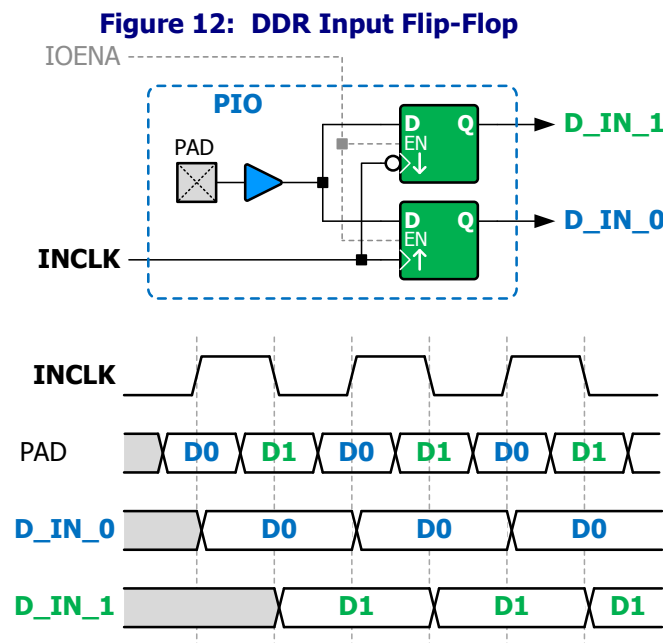 Figure 12: DDR Input Flip-Flop
IOENA
PIO
D Q D_IN_1
EN
PAD
D Q D_IN_0
EN
INCLK
INCLK
PAD D0 D1 D0 D1 D0 D1
D_IN_0 D0 D0 D0
D_IN_1 D1 D1 D1